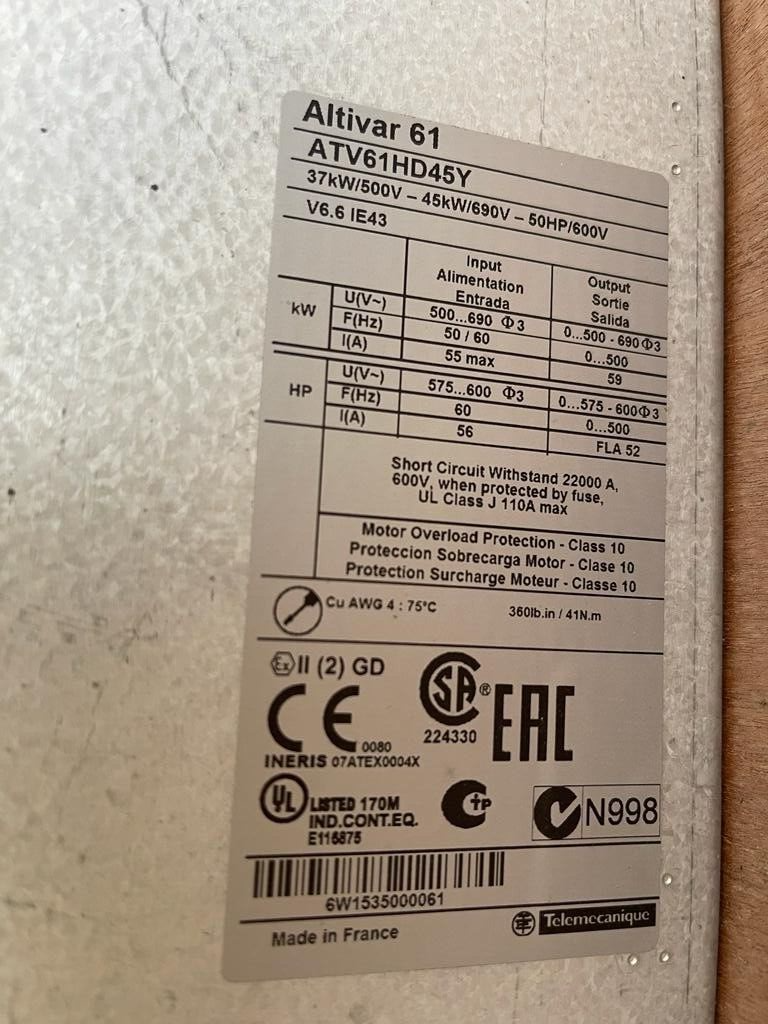 Altivar 61
ATV61HD45Y
37kW/500V – 45kW/690V – 50HP/600V
V6.6 IE43
Input Output
Alimentation Sortie
Entrada Salida
kW U(V~) 500...690 Φ3 0...500 - 690Φ3
F(Hz) 50 / 60 0...500
I(A) 55 max 59
HP U(V~) 575...600 Φ3 0...575 - 600Φ3
F(Hz) 60 0...500
I(A) 56 FLA 52
Short Circuit Withstand 22000 A,
600V, when protected by fuse,
UL Class J 110A max
Motor Overload Protection - Class 10
Proteccion Sobrecarga Motor - Clase 10
Protection Surcharge Moteur - Classe 10
Cu AWG 4 : 75°C 360lb.in / 41N.m
Ex II (2) GD
CE 0080
INERIS 07ATEX0004X
SA ®
224330
EAC
UL LISTED 170M
IND.CONT.EQ.
E116875
N998
6W1535000061
Made in France
Telemecanique